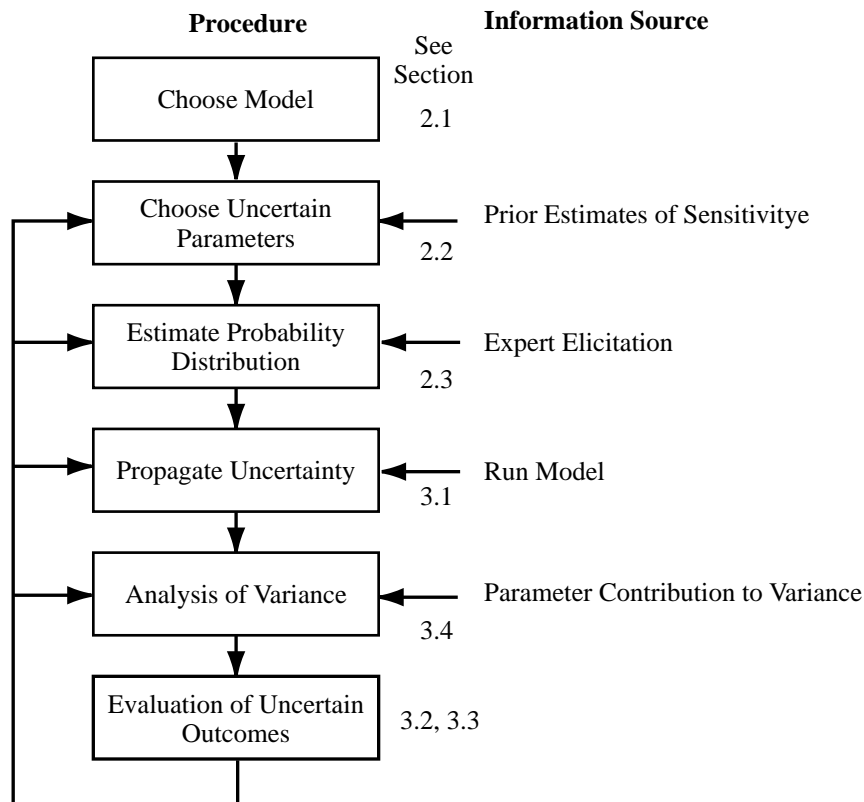 Procedure
Information Source
See
Section
Choose Model
2.1
Choose Uncertain
Parameters
Prior Estimates of Sensitivitye
2.2
Estimate Probability
Distribution
Expert Elicitation
2.3
Propagate Uncertainty
Run Model
3.1
Analysis of Variance
Parameter Contribution to Variance
3.4
Evaluation of Uncertain
Outcomes
3.2, 3.3